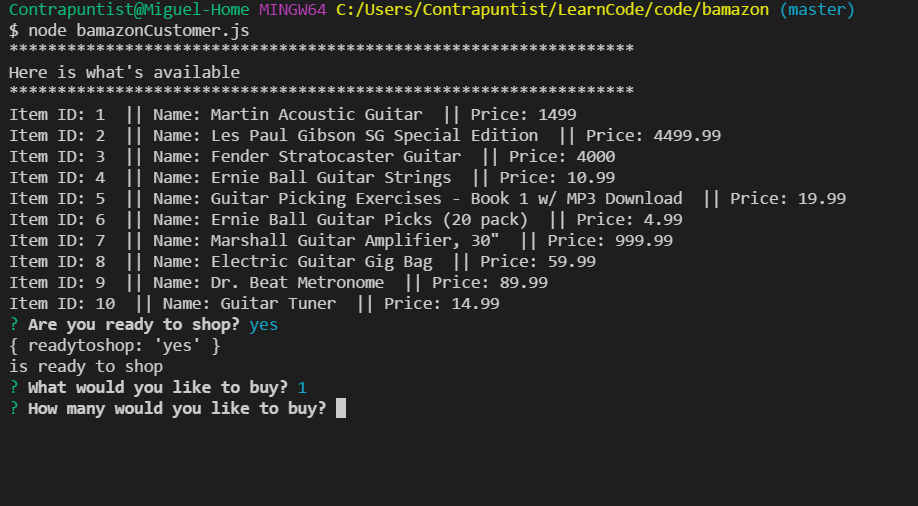 Contrapuntist@Miguel-Home MINGW64 C:/Users/Contrapuntist/LearnCode/code/bamazon (master)
$ node bamazonCustomer.js
*****************************************************************
Here is what's available
*****************************************************************
Item ID: 1  || Name: Martin Acoustic Guitar  || Price: 1499
Item ID: 2  || Name: Les Paul Gibson SG Special Edition  || Price: 4499.99
Item ID: 3  || Name: Fender Stratocaster Guitar  || Price: 4000
Item ID: 4  || Name: Ernie Ball Guitar Strings  || Price: 10.99
Item ID: 5  || Name: Guitar Picking Exercises - Book 1 w/ MP3 Download  || Price: 19.99
Item ID: 6  || Name: Ernie Ball Guitar Picks (20 pack)  || Price: 4.99
Item ID: 7  || Name: Marshall Guitar Amplifier, 30"  || Price: 999.99
Item ID: 8  || Name: Electric Guitar Gig Bag  || Price: 59.99
Item ID: 9  || Name: Dr. Beat Metronome  || Price: 89.99
Item ID: 10  || Name: Guitar Tuner  || Price: 14.99
? Are you ready to shop? yes
{ readytoshop: 'yes' }
is ready to shop
? What would you like to buy? 1
? How many would you like to buy?